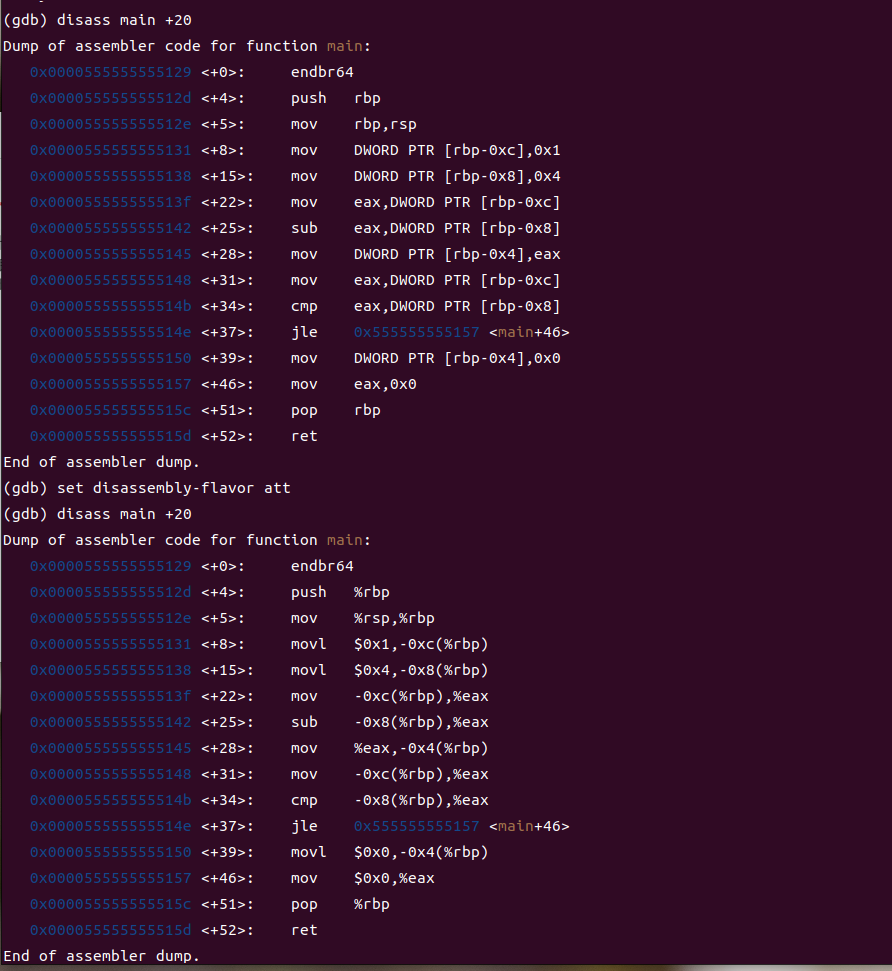 (gdb) disass main +20
Dump of assembler code for function main:
0x0000555555555129 <+0>: endbr64
0x000055555555512d <+4>: push rbp
0x000055555555512e <+5>: mov rbp,rsp
0x0000555555555131 <+8>: mov DWORD PTR [rbp-0xc],0x1
0x0000555555555138 <+15>: mov DWORD PTR [rbp-0x8],0x4
0x000055555555513f <+22>: mov eax,DWORD PTR [rbp-0xc]
0x0000555555555142 <+25>: sub eax,DWORD PTR [rbp-0x8]
0x0000555555555145 <+28>: mov DWORD PTR [rbp-0x4],eax
0x0000555555555148 <+31>: mov eax,DWORD PTR [rbp-0xc]
0x000055555555514b <+34>: cmp eax,DWORD PTR [rbp-0x8]
0x000055555555514e <+37>: jle 0x555555555157 <main+46>
0x0000555555555150 <+39>: mov DWORD PTR [rbp-0x4],0x0
0x0000555555555157 <+46>: mov eax,0x0
0x000055555555515c <+51>: pop rbp
0x000055555555515d <+52>: ret
End of assembler dump.
(gdb) set disassembly-flavor att
(gdb) disass main +20
Dump of assembler code for function main:
0x0000555555555129 <+0>: endbr64
0x000055555555512d <+4>: push %rbp
0x000055555555512e <+5>: mov %rsp,%rbp
0x0000555555555131 <+8>: movl $0x1,-0xc(%rbp)
0x0000555555555138 <+15>: movl $0x4,-0x8(%rbp)
0x000055555555513f <+22>: mov -0xc(%rbp),%eax
0x0000555555555142 <+25>: sub -0x8(%rbp),%eax
0x0000555555555145 <+28>: mov %eax,-0x4(%rbp)
0x0000555555555148 <+31>: mov -0xc(%rbp),%eax
0x000055555555514b <+34>: cmp -0x8(%rbp),%eax
0x000055555555514e <+37>: jle 0x555555555157 <main+46>
0x0000555555555150 <+39>: movl $0x0,-0x4(%rbp)
0x0000555555555157 <+46>: mov $0x0,%eax
0x000055555555515c <+51>: pop %rbp
0x000055555555515d <+52>: ret
End of assembler dump.